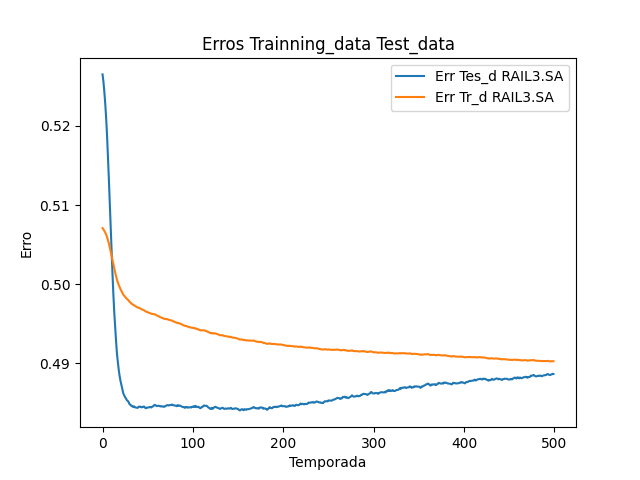 Erros Trainning_data Test_data
Err Tes_d RAIL3.SA
Err Tr_d RAIL3.SA
Erro
0.52
0.51
0.50
0.49
0 100 200 300 400 500
Temporada